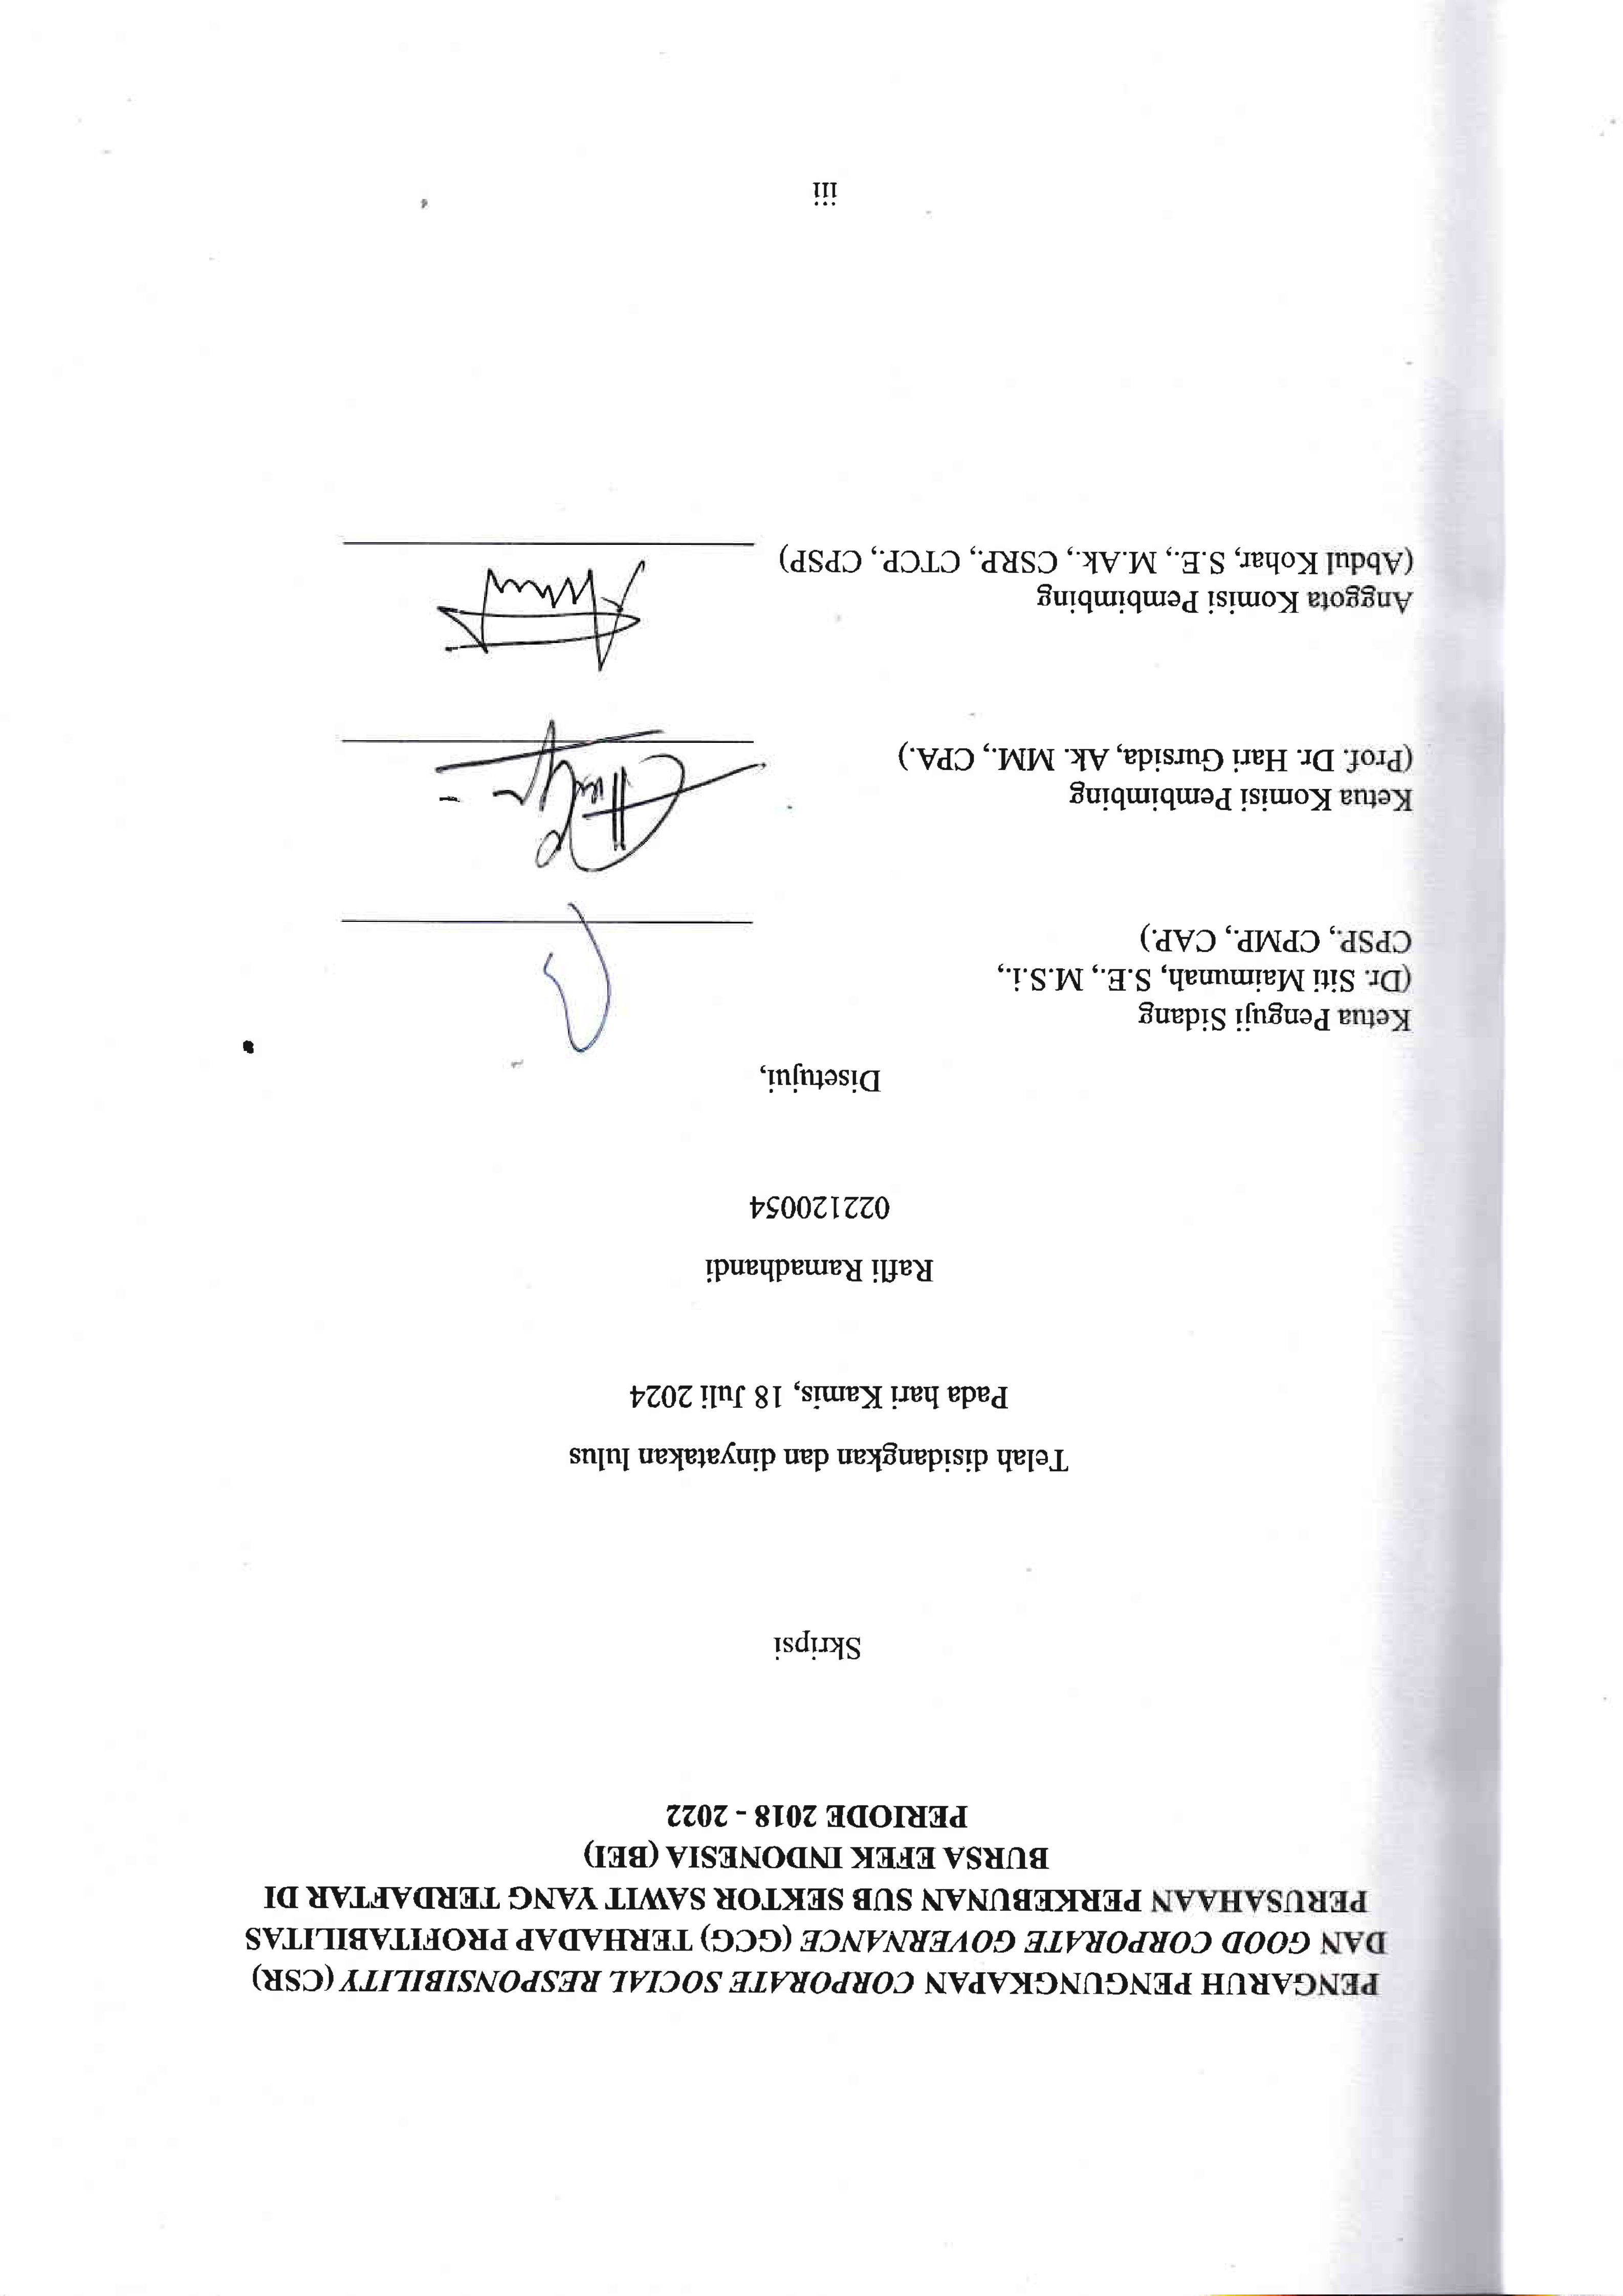 PENGARUH PENGUNGKAPAN CORPORATE SOCIAL RESPONSIBILITY (CSR)
DAN GOOD CORPORATE GOVERNANCE (GCG) TERHADAP PROFITABILITAS
PERUSAHAAN PERKEBUNAN SUB SEKTOR SAWIT YANG TERDAFTAR DI
BURSA EFEK INDONESIA (BEI)
PERIODE 2018 - 2022
Skripsi
Telah disidangkan dan dinyatakan lulus
Pada hari Kamis, 18 Juli 2024
Rafli Ramadhandi
022120054
Disetujui,
Ketua Penguji Sidang
(Dr. Siti Maimunah, S.E., M.S.i.,
CPSP., CPMP., CAP.)
Ketua Komisi Pembimbing
(Prof. Dr. Hari Gursida, Ak. MM., CPA.)
Anggota Komisi Pembimbing
(Abdul Kohar, S.E., M.Ak., CSRP., CTCP., CPSP)
iii